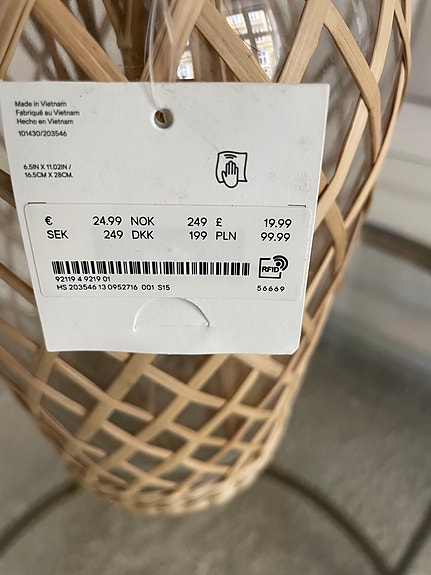 Made in Vietnam
Fabriqué au Vietnam
Hecho en Vietnam
101430/203546
6.5IN X 11.02IN /
16.5CM X 28CM.
€ 24.99 NOK 249 £ 19.99
SEK 249 DKK 199 PLN 99.99
RFID
92119 4 9219 01
HS 203546 13 0952716 001 S15
56669